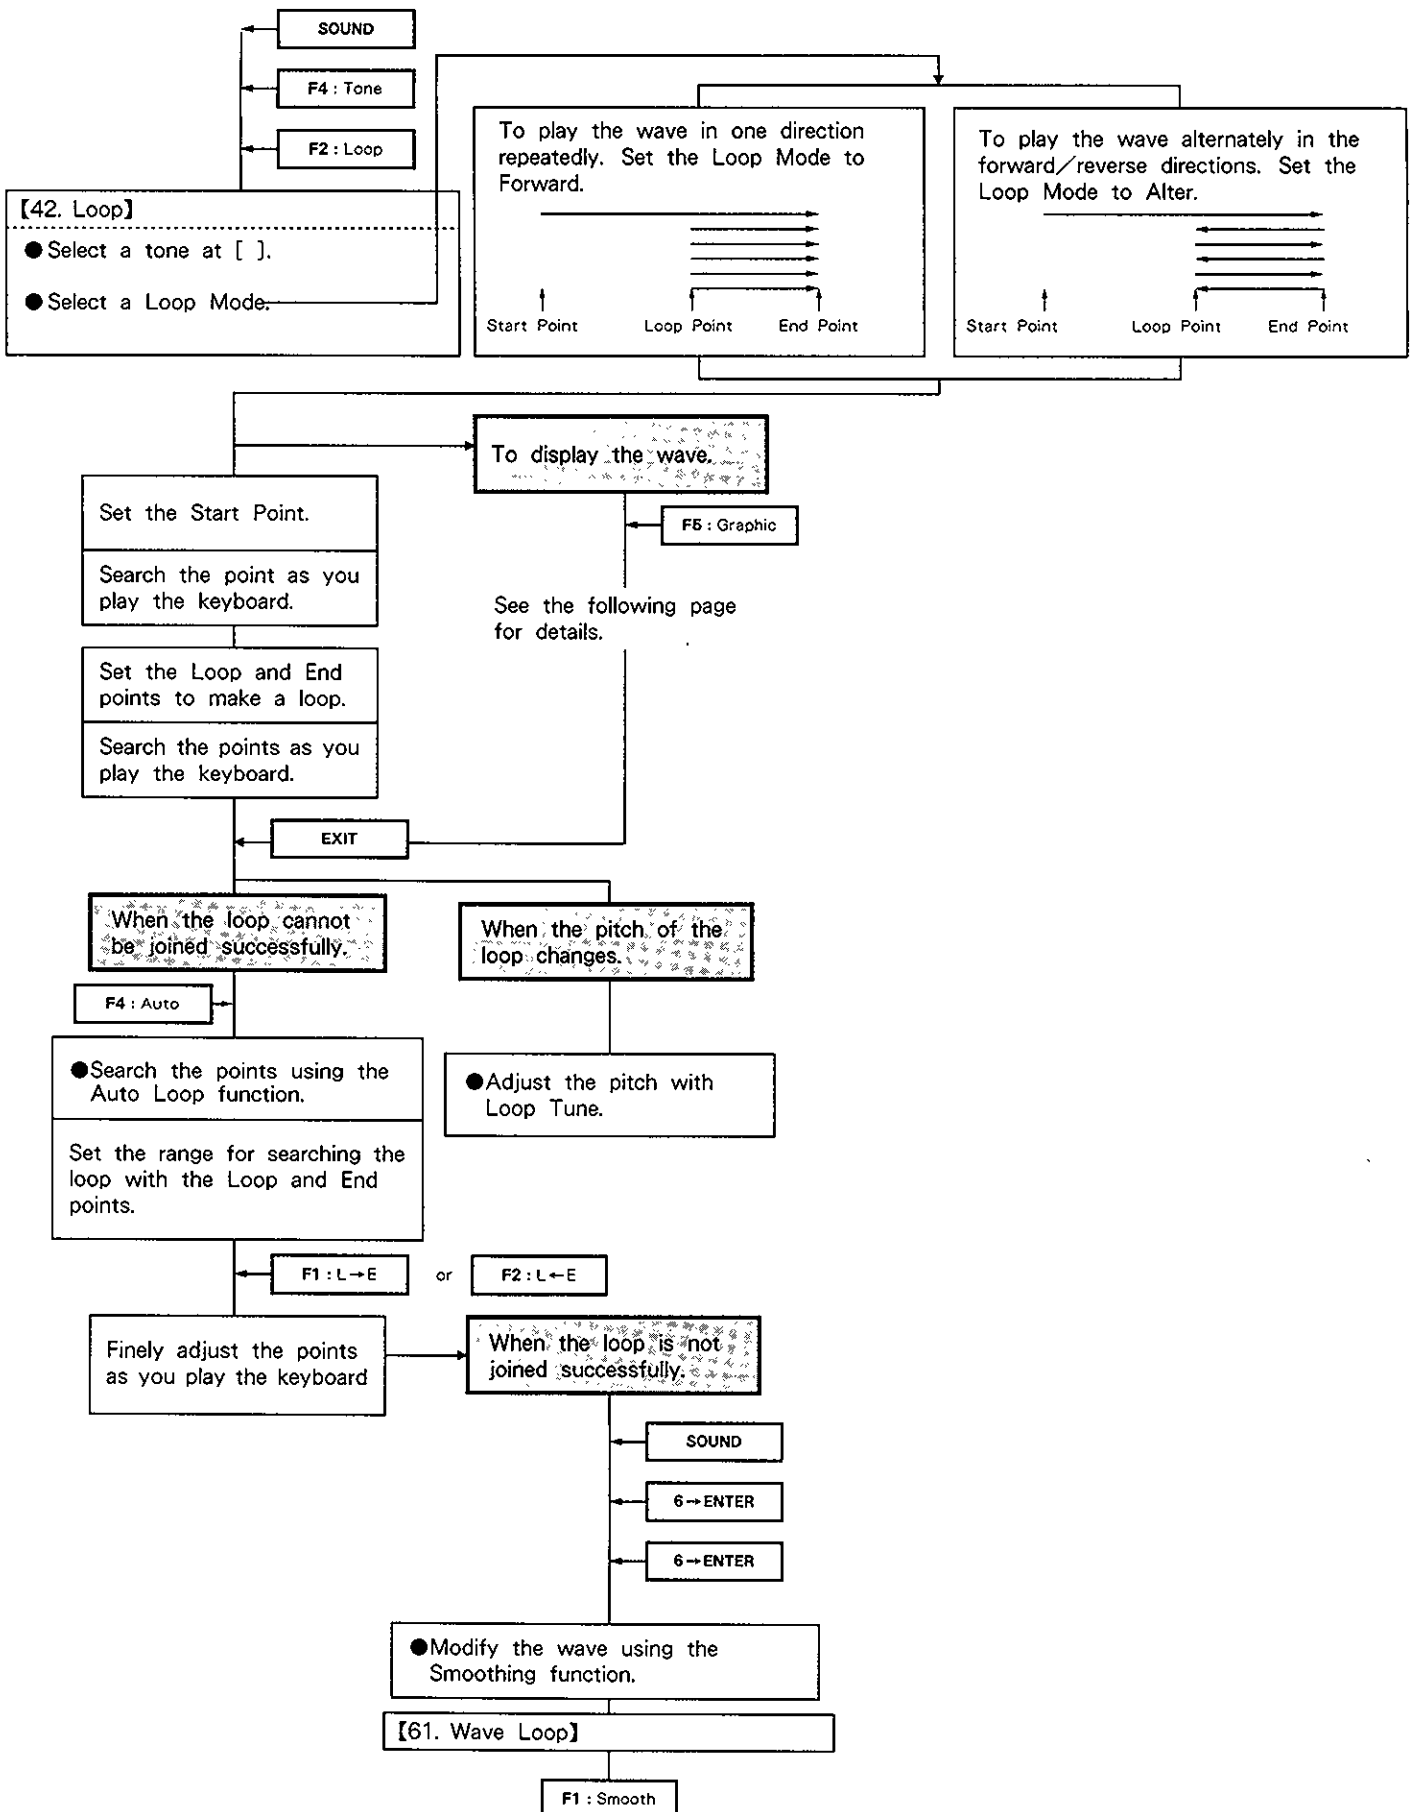 SOUND
F4 : Tone
F2 : Loop
【42. Loop】
●Select a tone at [ ].
●Select a Loop Mode.
To play the wave in one direction
repeatedly. Set the Loop Mode to
Forward.
Start Point
Loop Point
End Point
To play the wave alternately in the
forward/reverse directions. Set the
Loop Mode to Alter.
Start Point
Loop Point
End Point
To display the wave.
F5 : Graphic
See the following page
for details.
Set the Start Point.
Search the point as you
play the keyboard.
Set the Loop and End
points to make a loop.
Search the points as you
play the keyboard.
EXIT
When the loop cannot
be joined successfully.
When the pitch of the
loop changes.
F4 : Auto
●Search the points using the
Auto Loop function.
Set the range for searching the
loop with the Loop and End
points.
●Adjust the pitch with
Loop Tune.
F1 : L→E
or
F2 : L←E
Finely adjust the points
as you play the keyboard
When the loop is not
joined successfully.
SOUND
6→ENTER
6→ENTER
●Modify the wave using the
Smoothing function.
【61. Wave Loop】
F1 : Smooth